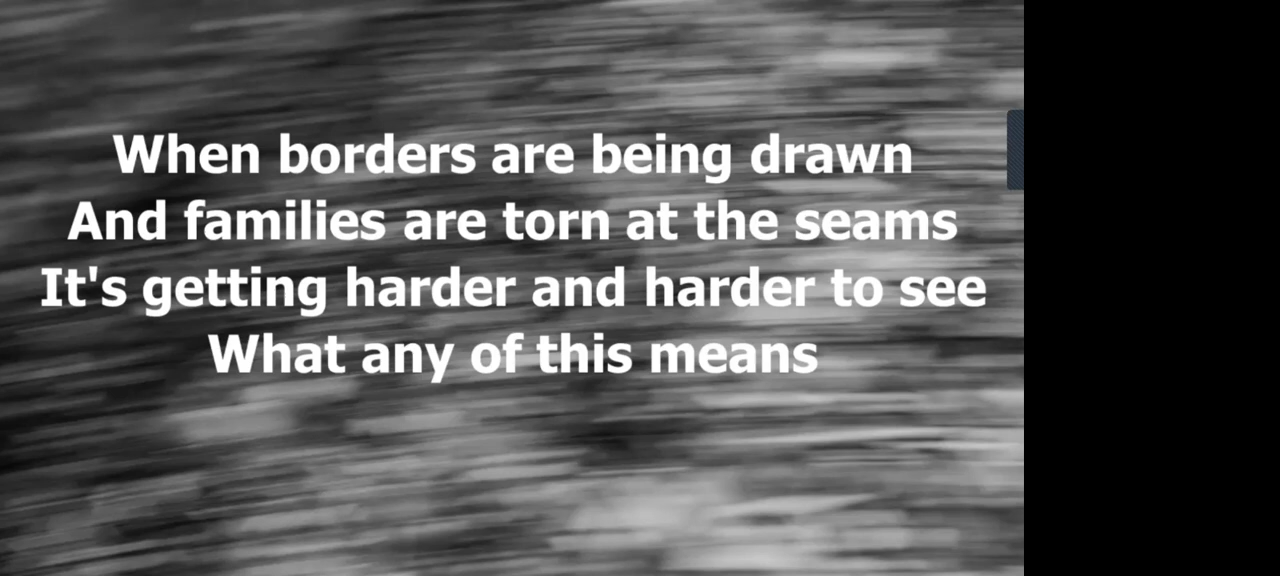 When borders are being drawn
And families are torn at the seams
It's getting harder and harder to see
What any of this means